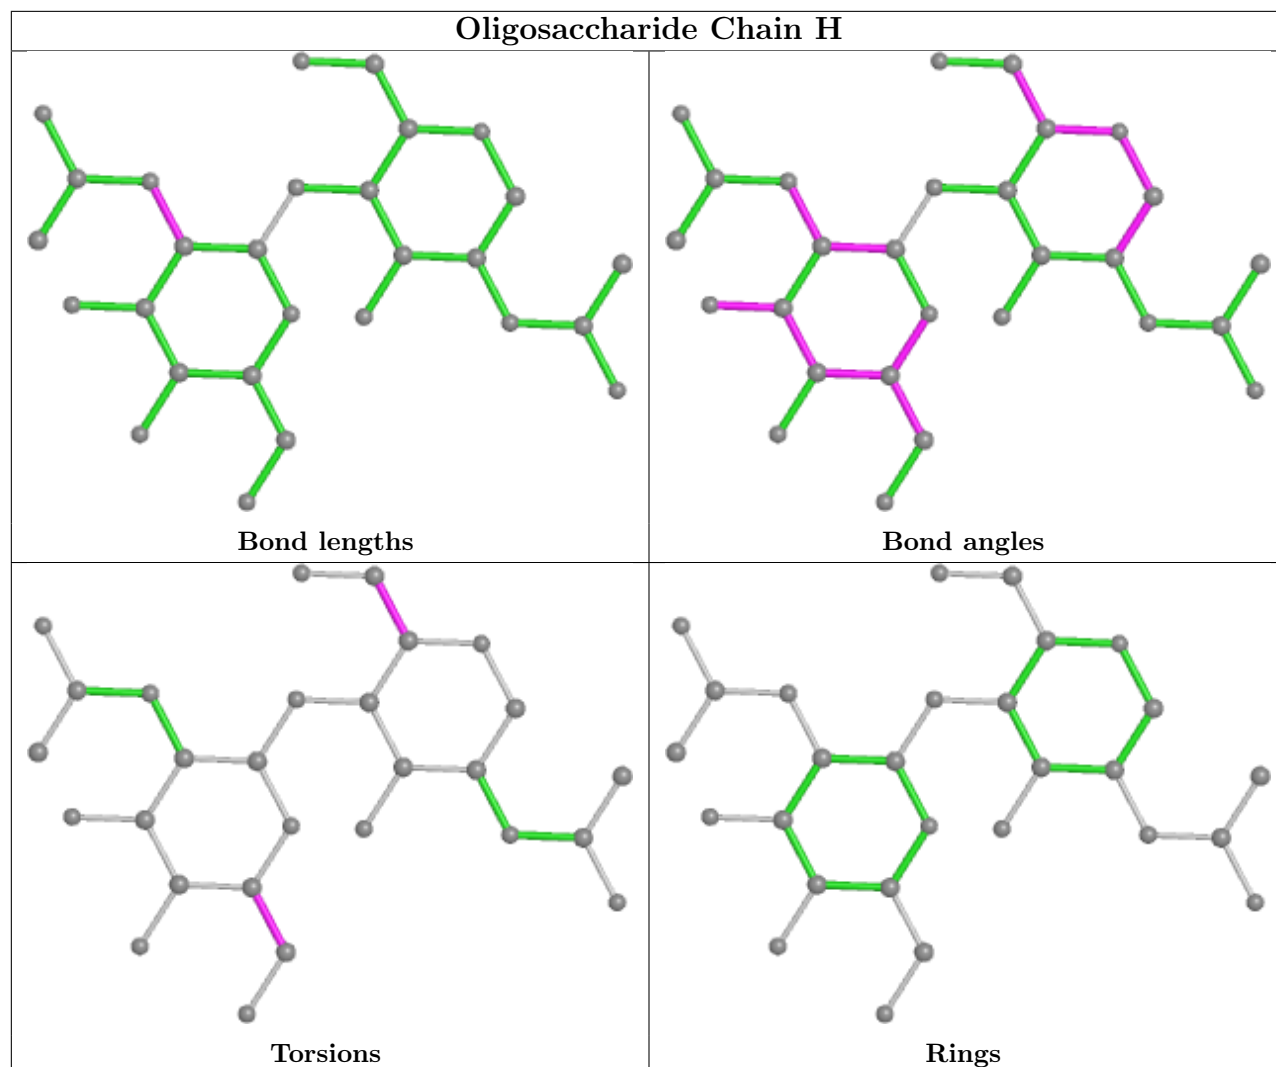 Oligosaccharide Chain H
Bond lengths
Bond angles
Torsions
Rings